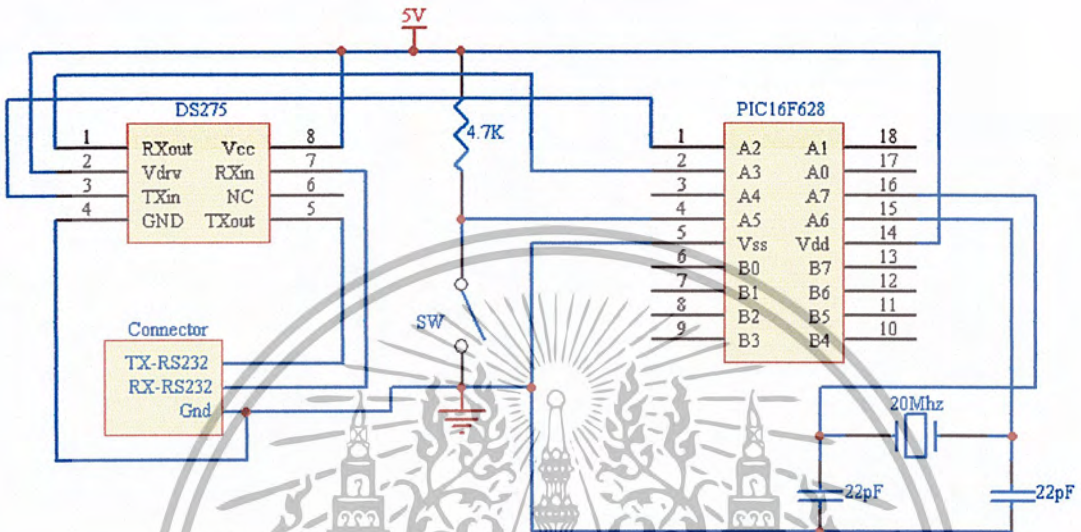 5V
DS275
1 RXout Vcc 8
2 Vdrv RXin 7
3 TXin NC 6
4 GND TXout 5
4.7K
SW
Connector
TX-RS232
RX-RS232
Gnd
PIC16F628
1 A2 A1 18
2 A3 A0 17
3 A4 A7 16
4 A5 A6 15
5 Vss Vdd 14
6 B0 B7 13
7 B1 B6 12
8 B2 B5 11
9 B3 B4 10
20Mhz
22pF 22pF